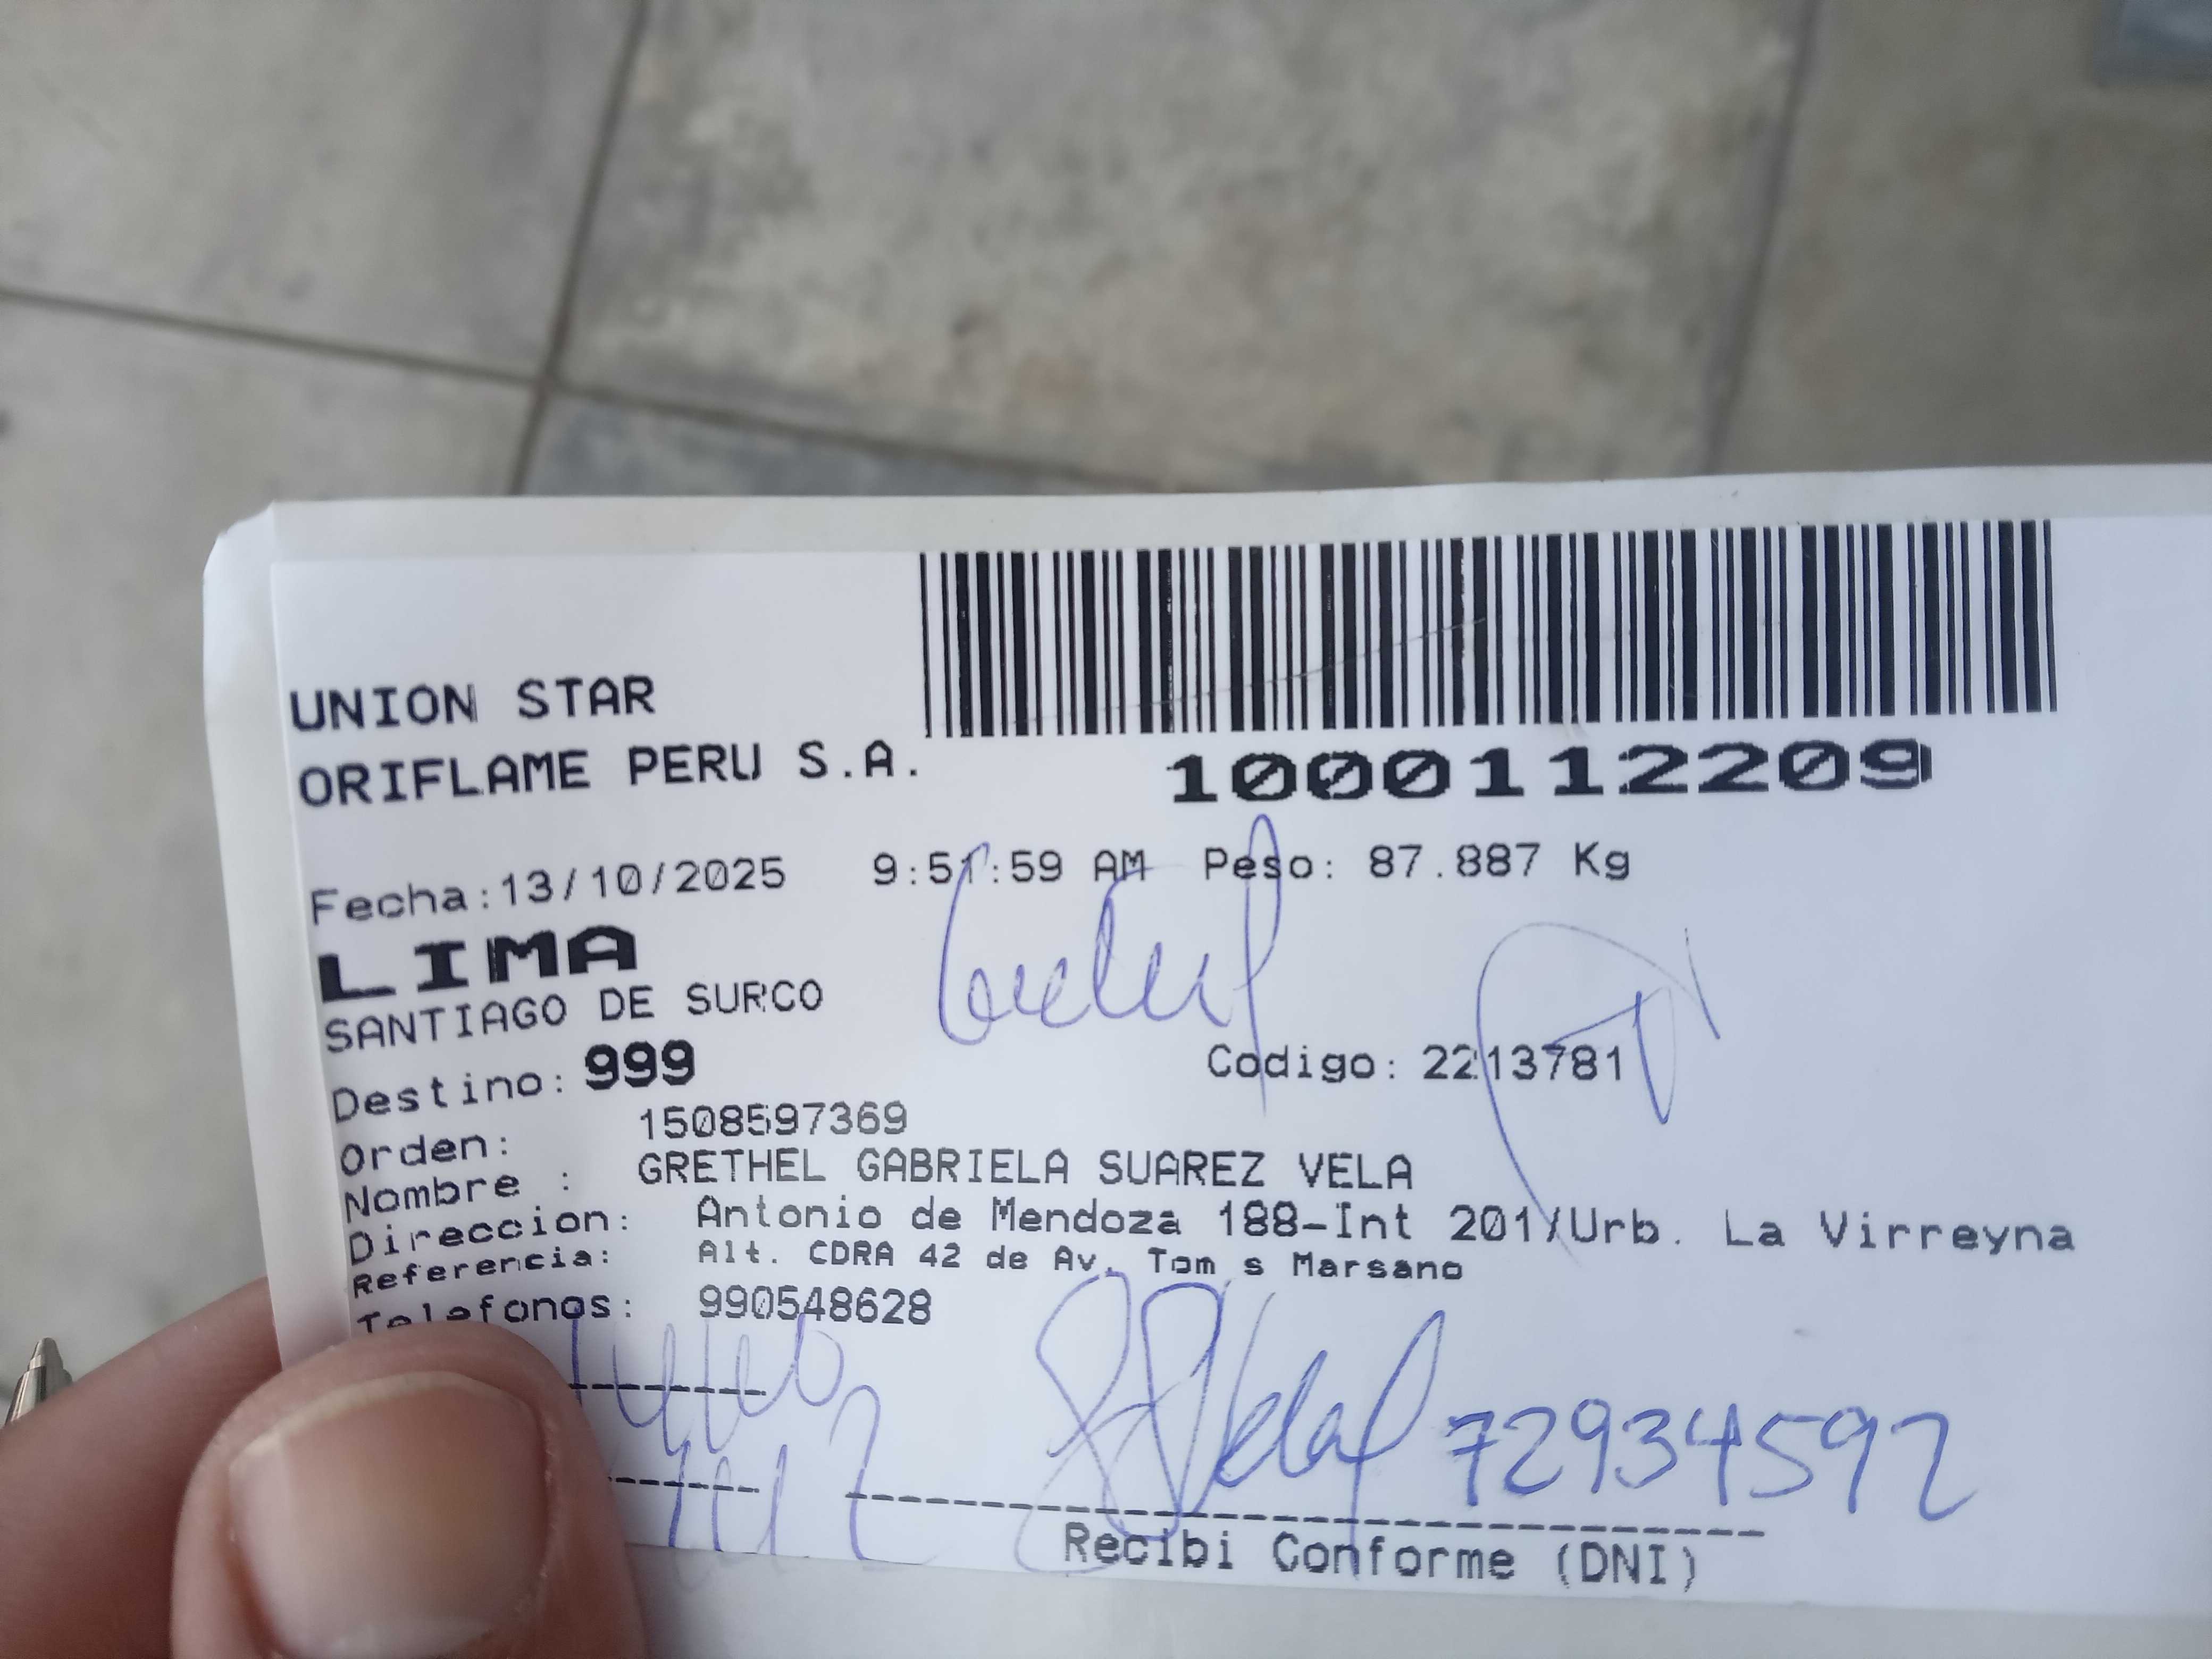 UNION STAR
ORIFLAME PERU S.A.
1000112209
Fecha:13/10/2025 9:51:59 AM Peso: 87.887 Kg
LIMA
SANTIAGO DE SURCO
Destino: 999 Codigo: 2213781
Orden: 1508597369
Nombre : GRETHEL GABRIELA SUAREZ VELA
Direccion: Antonio de Mendoza 188-Int 201/Urb. La Virreyna
Referencia: Alt. CDRA 42 de Av. Tom s Marsano
Telefonos: 990548628
72934592
Recibi Conforme (DNI)